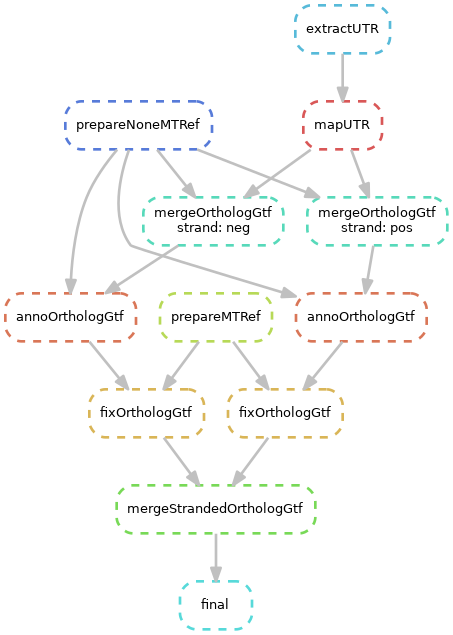 extractUTR
prepareNoneMTRef
mapUTR
mergeOrthologGtf
strand: neg
mergeOrthologGtf
strand: pos
annoOrthologGtf
prepareMTRef
annoOrthologGtf
fixOrthologGtf
fixOrthologGtf
mergeStrandedOrthologGtf
final